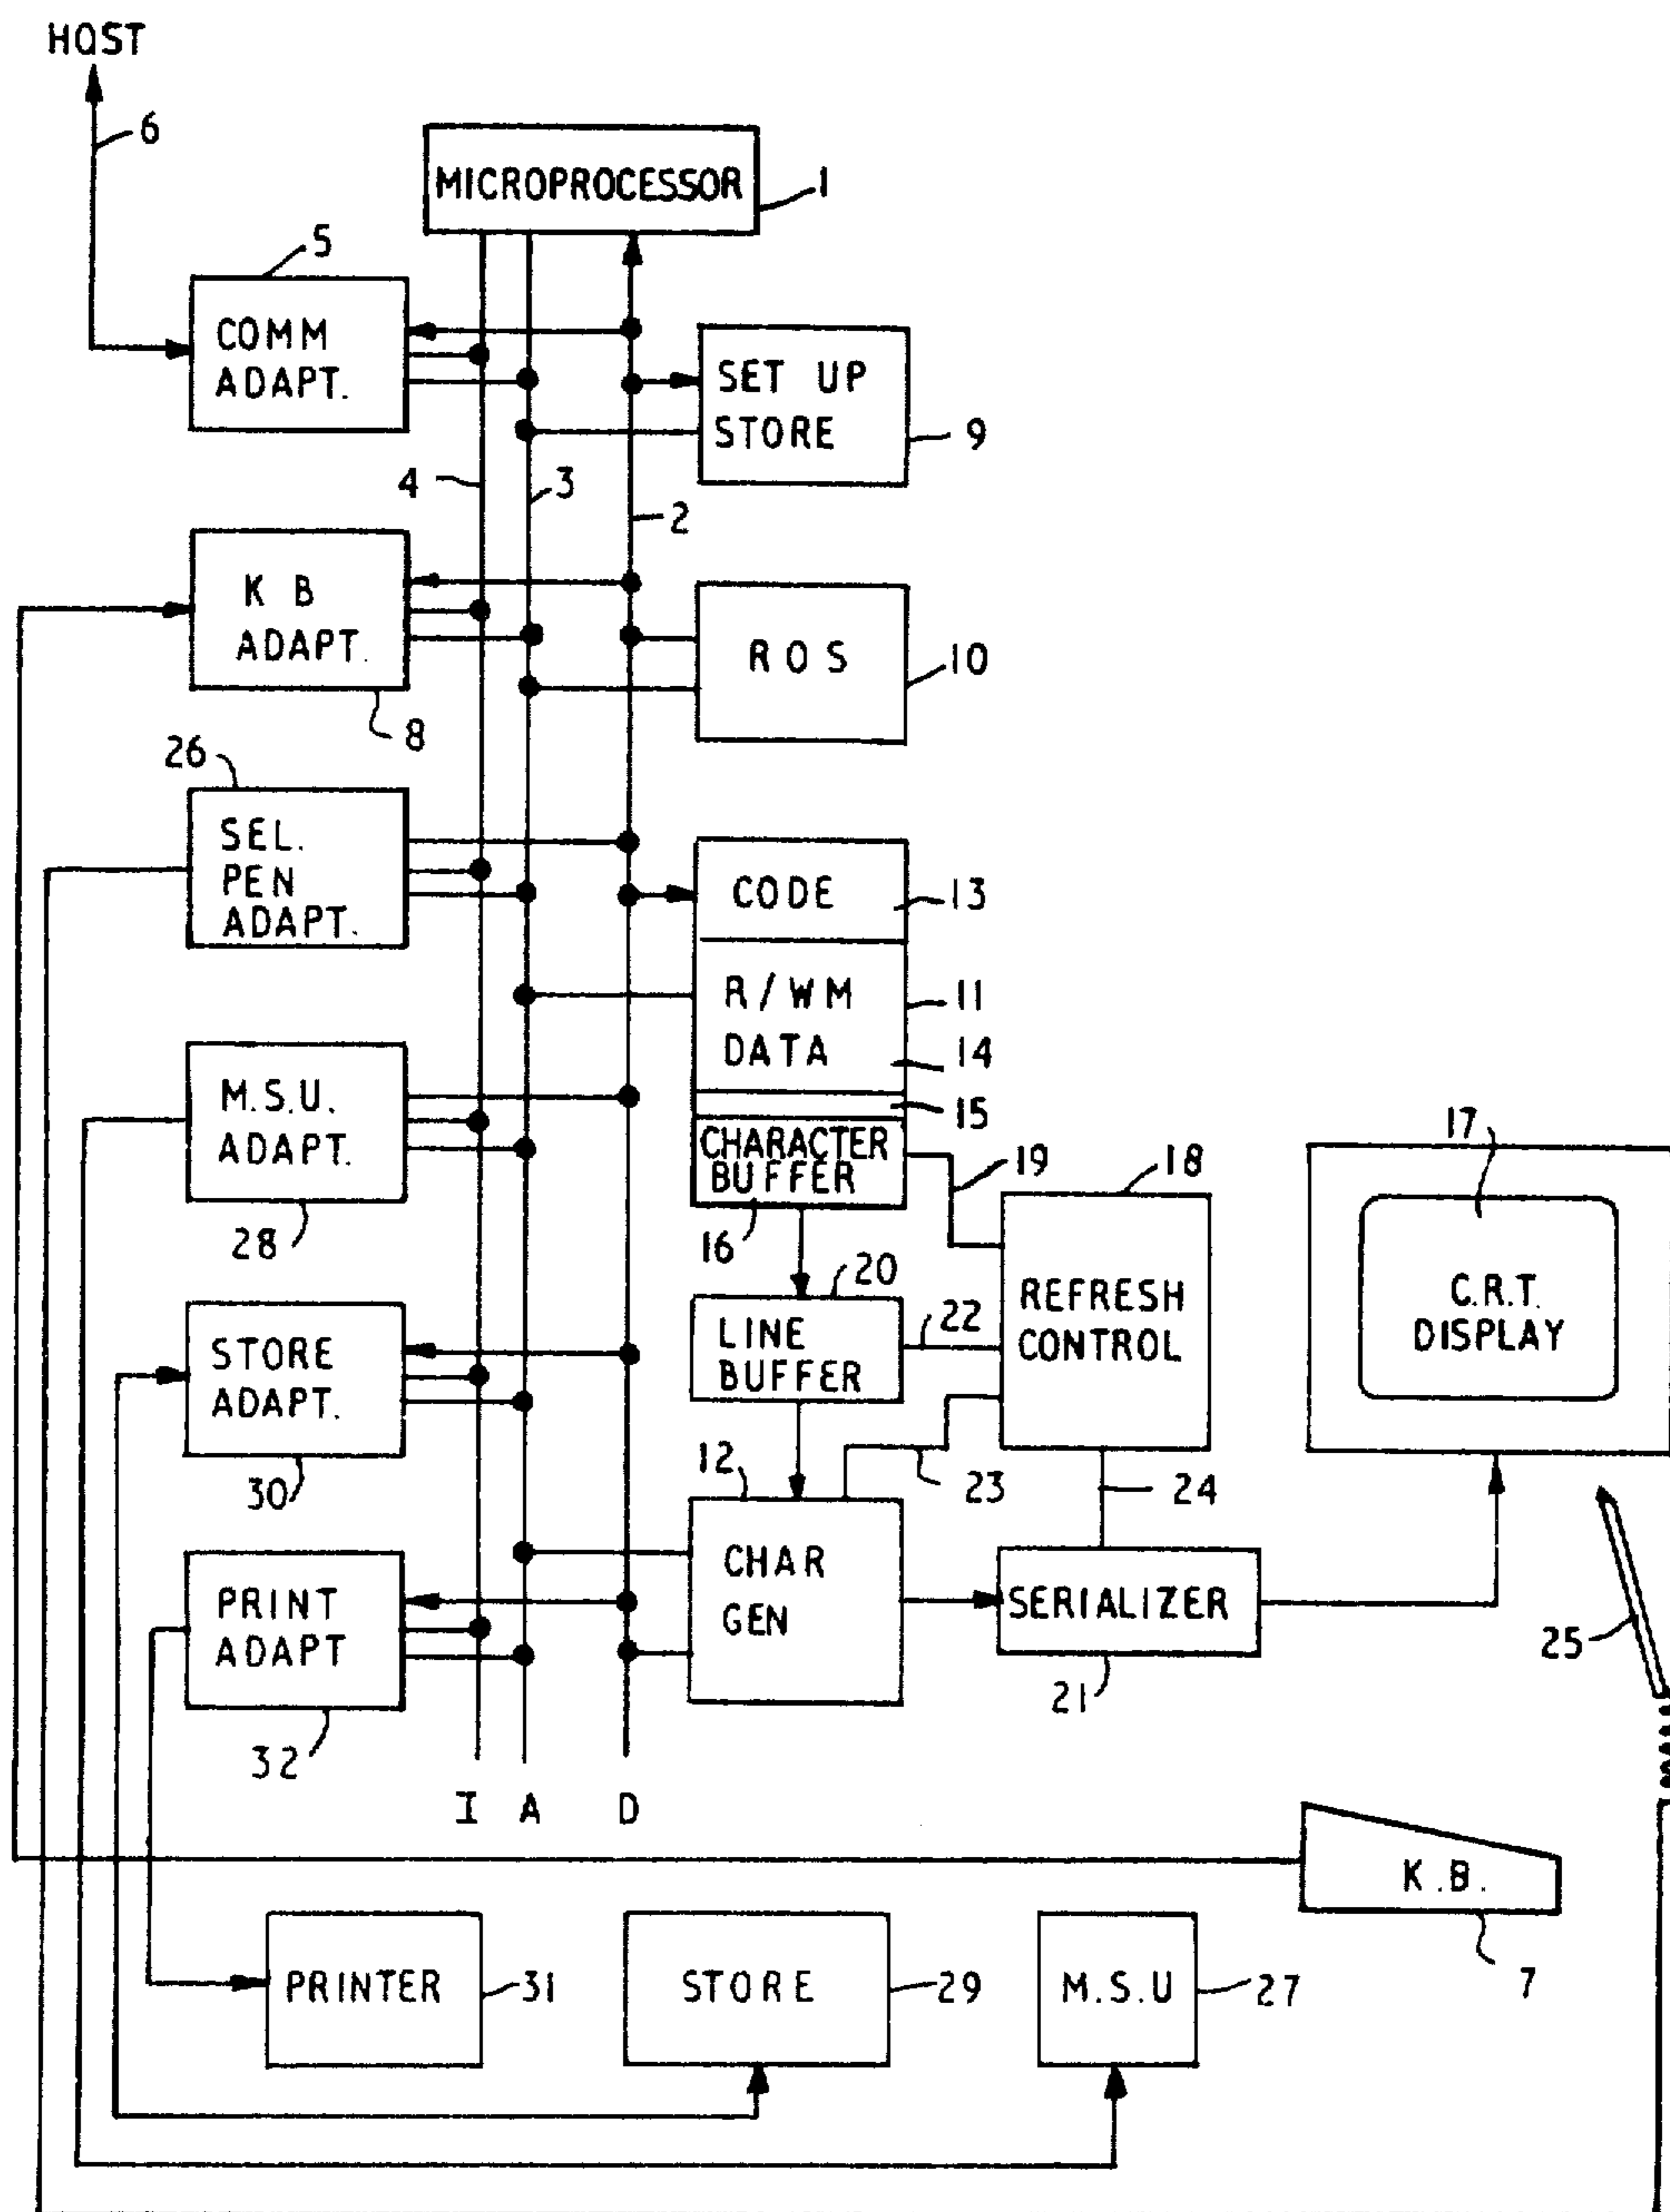 HOST
6
MICROPROCESSOR
1
5
COMM
ADAPT.
SET UP
STORE
9
4
3
2
K B
ADAPT.
8
ROS
10
26
SEL.
PEN
ADAPT.
CODE
13
R/WM
11
DATA
14
15
M.S.U.
ADAPT.
28
CHARACTER
BUFFER
16
19
18
17
20
LINE
BUFFER
22
REFRESH
CONTROL
C.R.T.
DISPLAY
STORE
ADAPT.
30
12
23
24
CHAR
GEN
SERIALIZER
21
25
PRINT
ADAPT
32
I A D
K.B.
7
PRINTER
31
STORE
29
M.S.U
27